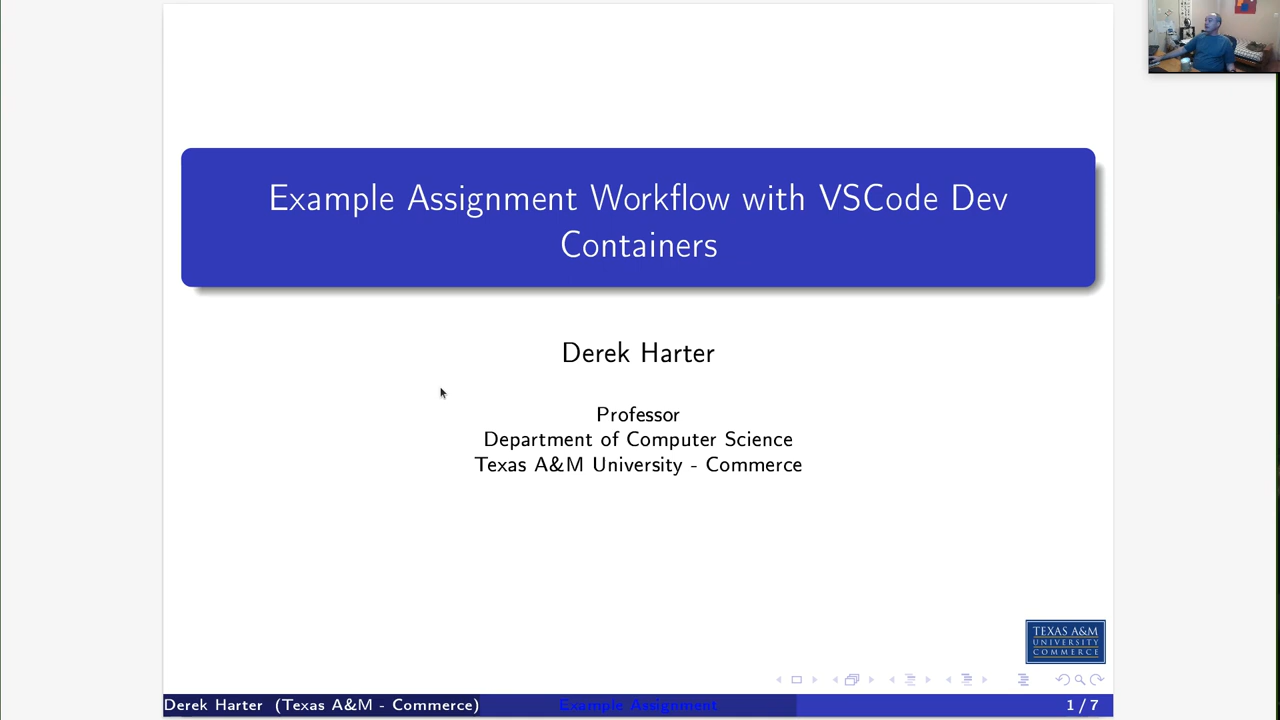 Example Assignment Workflow with VSCode Dev
Containers
Derek Harter
Professor
Department of Computer Science
Texas A&M University - Commerce
TEXAS A&M
UNIVERSITY
COMMERCE
Derek Harter (Texas A&M - Commerce)
Example Assignment
1 / 7